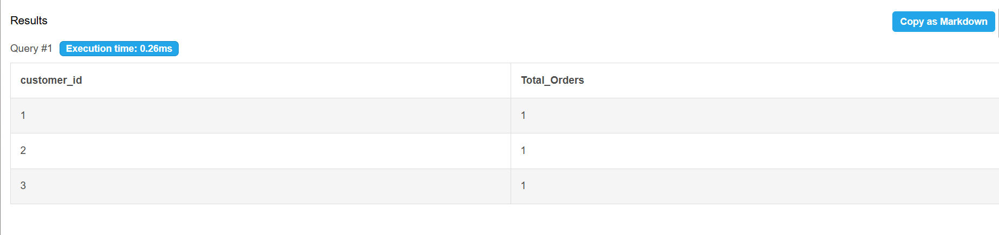 Results
Copy as Markdown
Query #1 Execution time: 0.26ms
customer_id Total_Orders
1 1
2 1
3 1